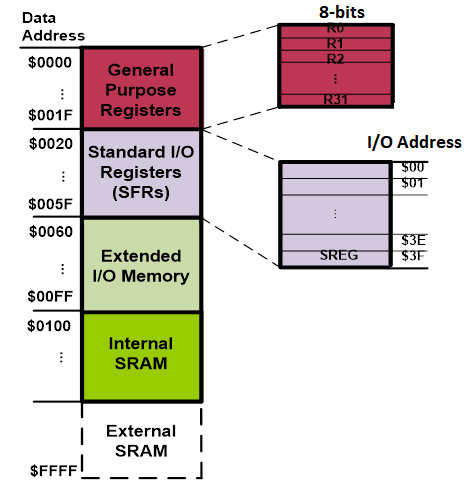 Data
Address
$0000
⋮
$001F
$0020
⋮
$005F
$0060
⋮
$00FF
$0100
⋮
$FFFF
General
Purpose
Registers
Standard I/O
Registers
(SFRs)
Extended
I/O Memory
Internal
SRAM
External
SRAM
8-bits
R0
R1
R2
⋮
R31
I/O Address
$00
$01
⋮
$3E
SREG $3F